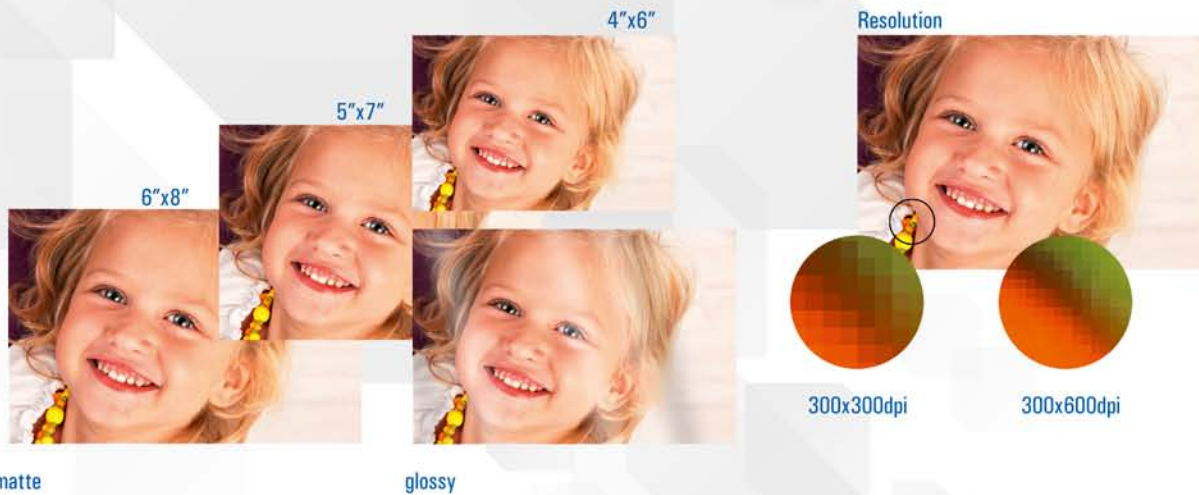 4"x6"
Resolution
5"x7"
6"x8"
300x300dpi
300x600dpi
matte
glossy